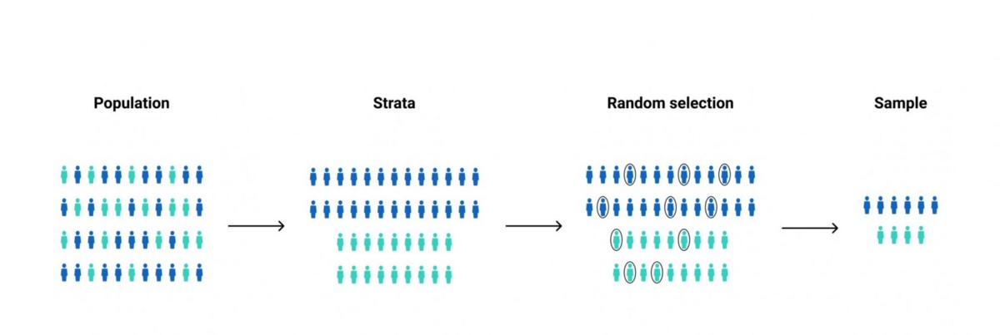 Population
Strata
Random selection
Sample